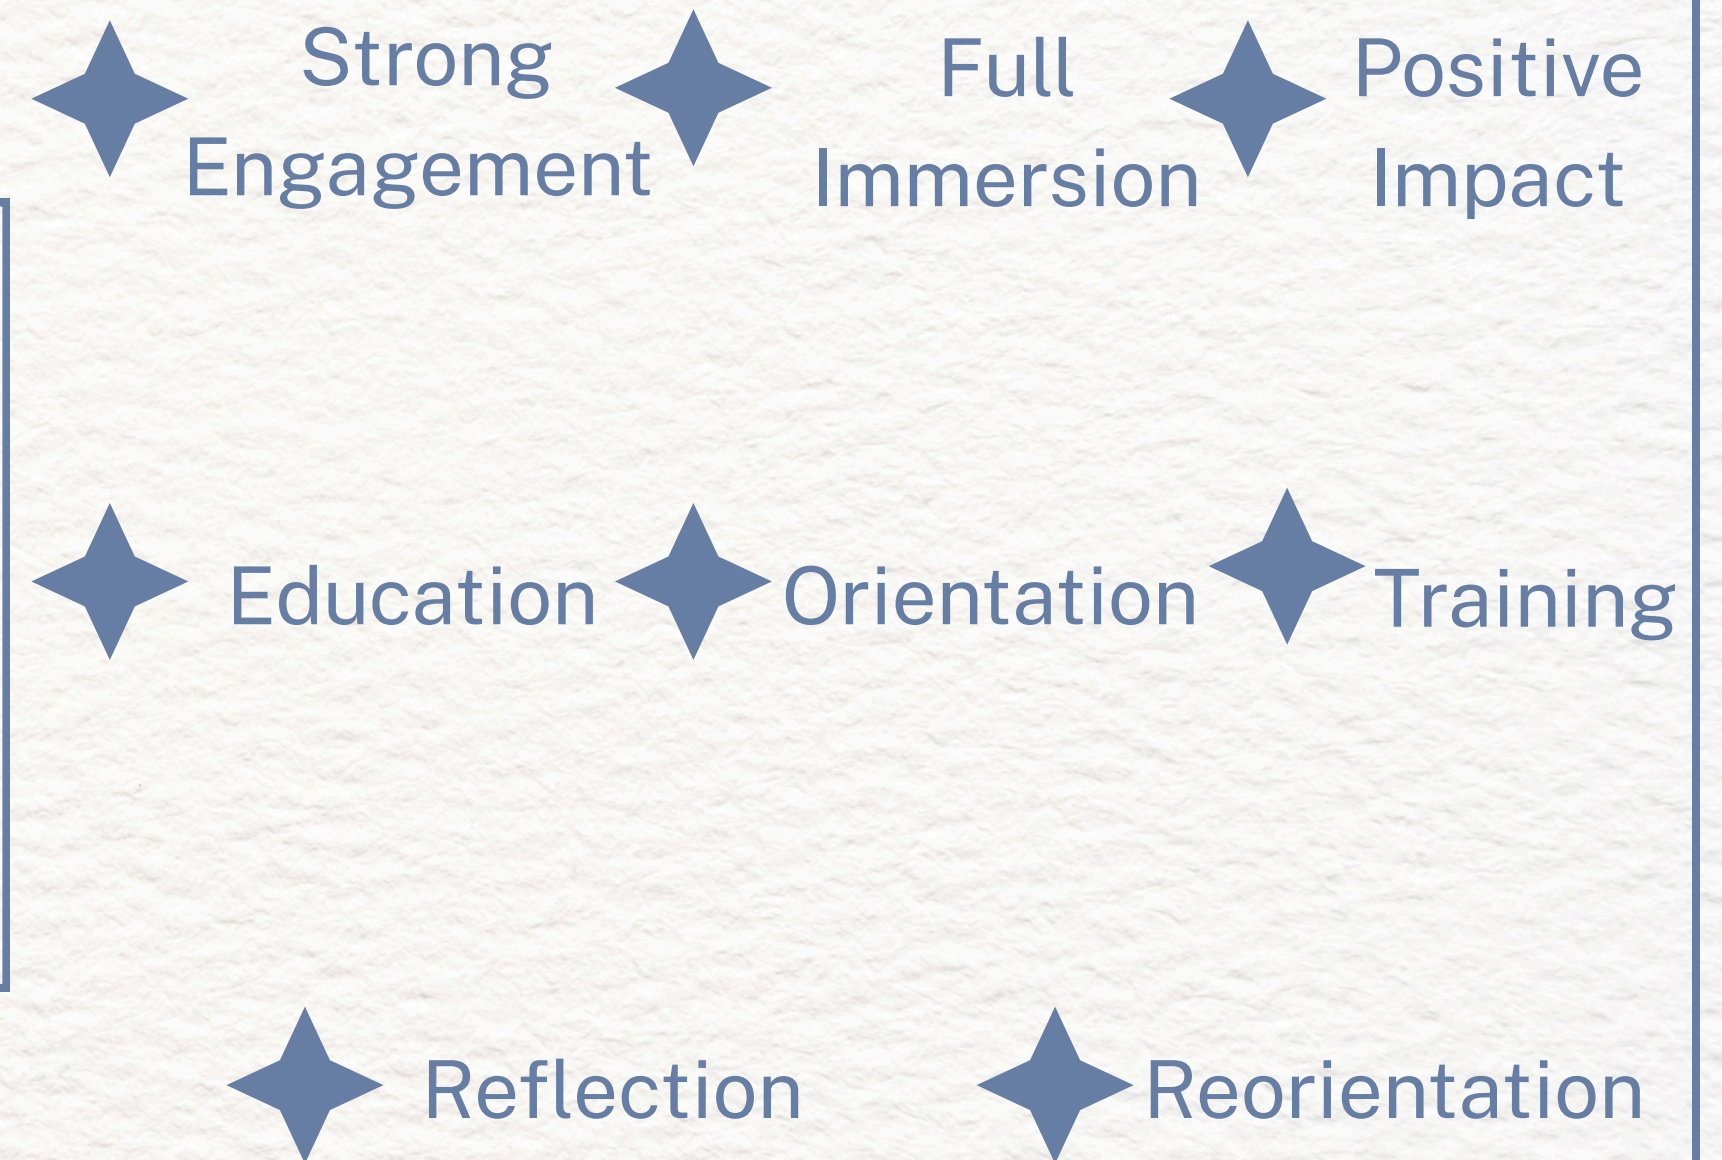 Strong
Engagement
Full
Immersion
Positive
Impact
Education
Orientation
Training
Reflection
Reorientation